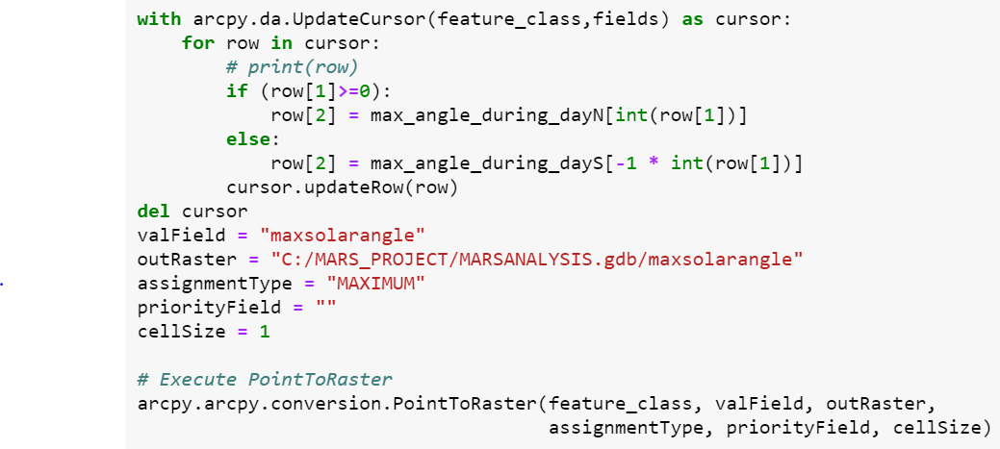 with arcpy.da.UpdateCursor(feature_class,fields) as cursor:
    for row in cursor:
        # print(row)
        if (row[1]>=0):
            row[2] = max_angle_during_dayN[int(row[1])]
        else:
            row[2] = max_angle_during_dayS[-1 * int(row[1])]
        cursor.updateRow(row)
del cursor
valField = "maxsolarangle"
outRaster = "C:/MARS_PROJECT/MARSANALYSIS.gdb/maxsolarangle"
assignmentType = "MAXIMUM"
priorityField = ""
cellSize = 1

# Execute PointToRaster
arcpy.arcpy.conversion.PointToRaster(feature_class, valField, outRaster,
                                     assignmentType, priorityField, cellSize)